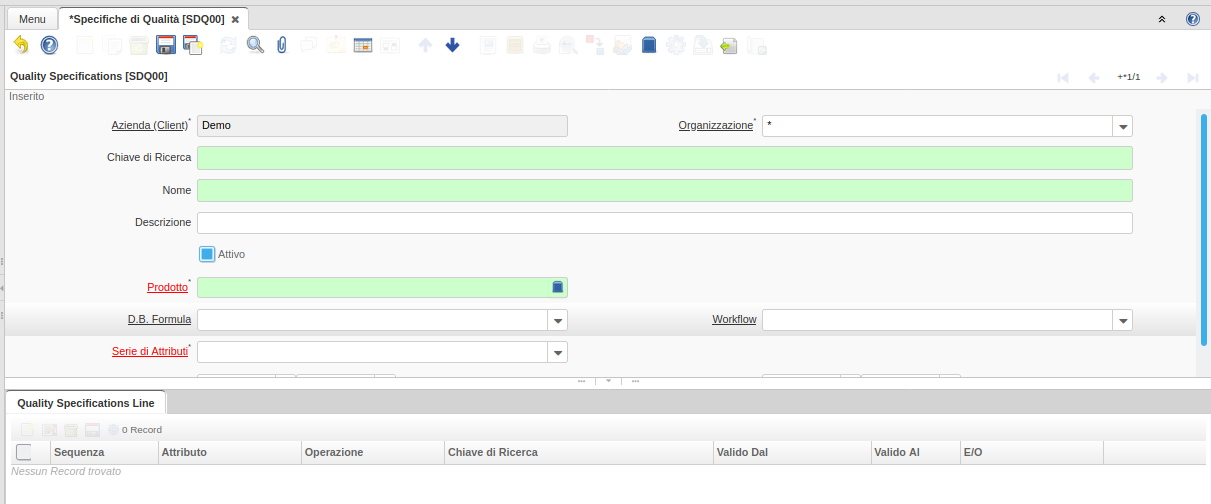 Menu *Specifiche di Qualità [SDQ00]
Quality Specifications [SDQ00] +*1/1
Inserito
Azienda (Client)* Demo Organizzazione* *
Chiave di Ricerca
Nome
Descrizione
Attivo
Prodotto*
D.B. Formula Workflow
Serie di Attributi*
Quality Specifications Line
0 Record
Sequenza Attributo Operazione Chiave di Ricerca Valido Dal Valido Al E/O
Nessun Record trovato